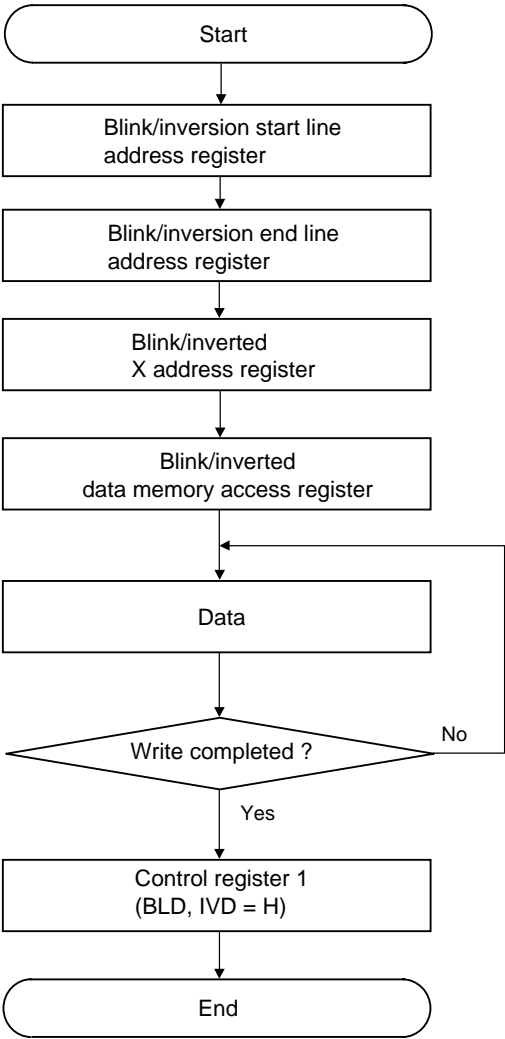 Start
Blink/inversion start line
address register
Blink/inversion end line
address register
Blink/inverted
X address register
Blink/inverted
data memory access register
Data
Write completed ?
No
Yes
Control register 1
(BLD, IVD = H)
End